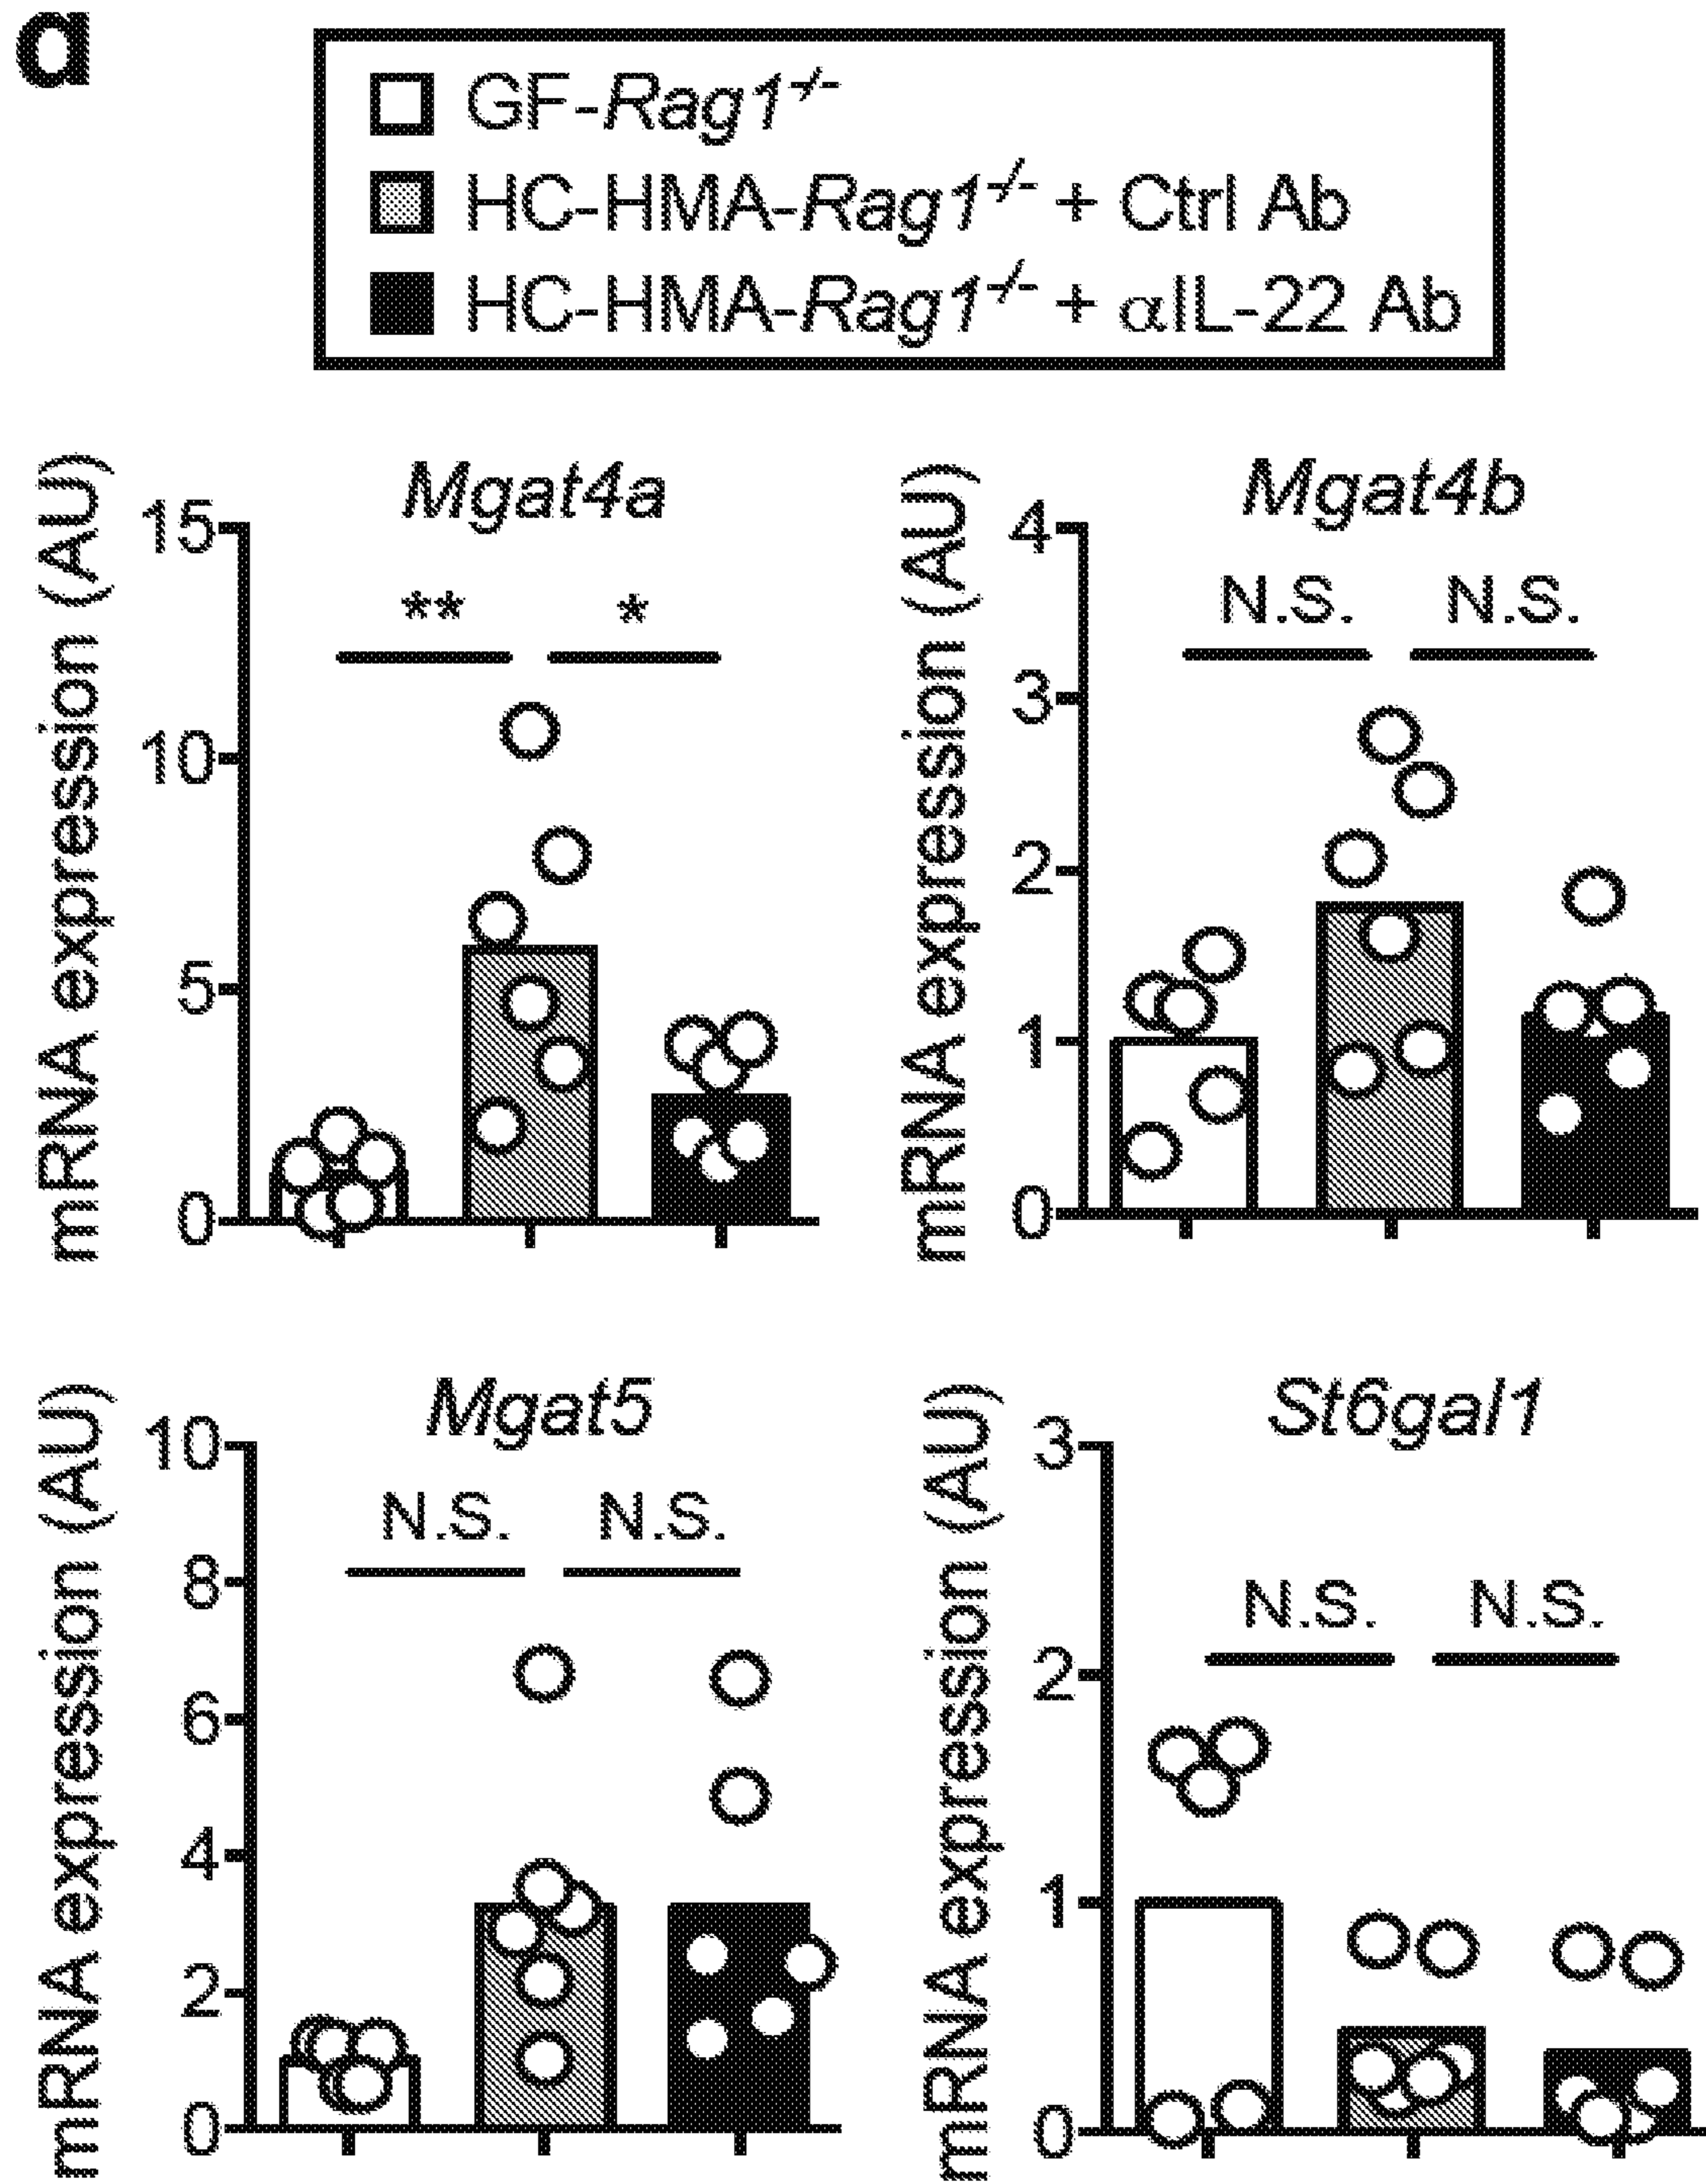 a
GF-Rag1-/-
HC-HMA-Rag1-/- + Ctrl Ab
HC-HMA-Rag1-/- + αIL-22 Ab
Mgat4a
mRNA expression (AU)
15
10
5
0
** *
Mgat4b
mRNA expression (AU)
4
3
2
1
0
N.S. N.S.
Mgat5
mRNA expression (AU)
10
8
6
4
2
0
N.S. N.S.
St6gal1
mRNA expression (AU)
3
2
1
0
N.S. N.S.